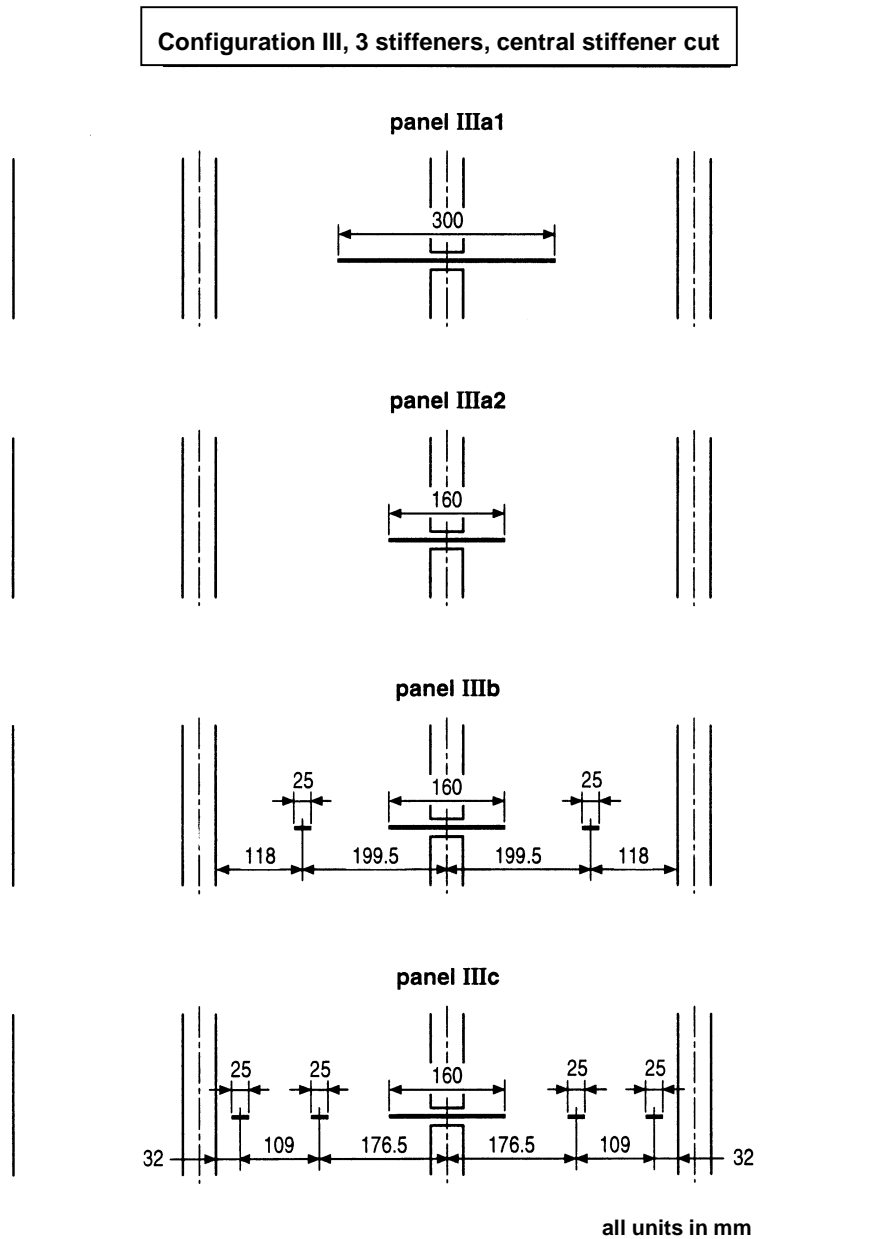 Configuration III, 3 stiffeners, central stiffener cut
panel IIIa1
300
panel IIIa2
160
panel IIIb
25 160 25
118 199.5 199.5 118
panel IIIc
25 25 160 25 25
32 109 176.5 176.5 109 32
all units in mm